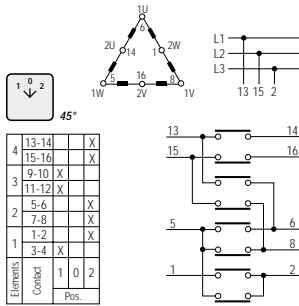 1U
6
2U
14
1
2W
5
16
8
1W
2V
1V
L1
L2
L3
13 15 2
1 0 2
45°
4 13-14 X
15-16 X
3 9-10 X
11-12 X
2 5-6 X
7-8 X
1 1-2 X
3-4 X
Elements Contact 1 0 2
Pos.
13 14
15 16
5 6
8
1 2